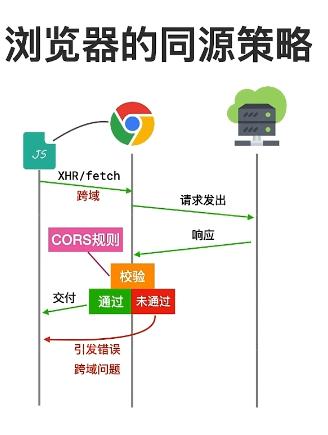 浏览器的同源策略
JS
XHR/fetch
跨域
请求发出
响应
CORS规则
校验
交付
通过
未通过
引发错误
跨域问题